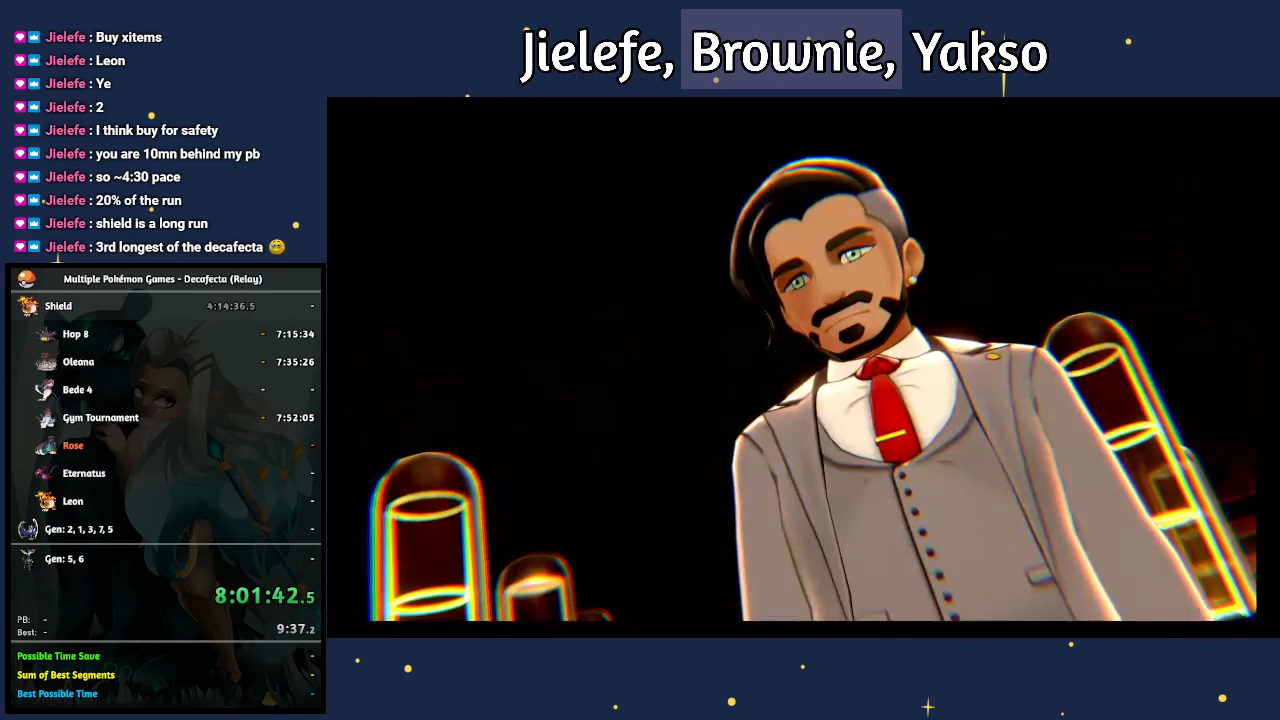 Jielefe : Buy xitems
Jielefe : Leon
Jielefe : Ye
Jielefe : 2
Jielefe : I think buy for safety
Jielefe : you are 10mn behind my pb
Jielefe : so ~4:30 pace
Jielefe : 20% of the run
Jielefe : shield is a long run
Jielefe : 3rd longest of the decafecta
Jielefe, Brownie, Yakso
Multiple Pokémon Games - Decafecta (Relay)
Shield 4:14:36.5 -
Hop 8 - 7:15:34
Oleana - 7:35:26
Bede 4 - -
Gym Tournament - 7:52:05
Rose -
Eternatus -
Leon -
Gen: 2, 1, 3, 7, 5 -
Gen: 5, 6 -
8:01:42.5
PB: -
Best: - 9:37.2
Possible Time Save -
Sum of Best Segments -
Best Possible Time -